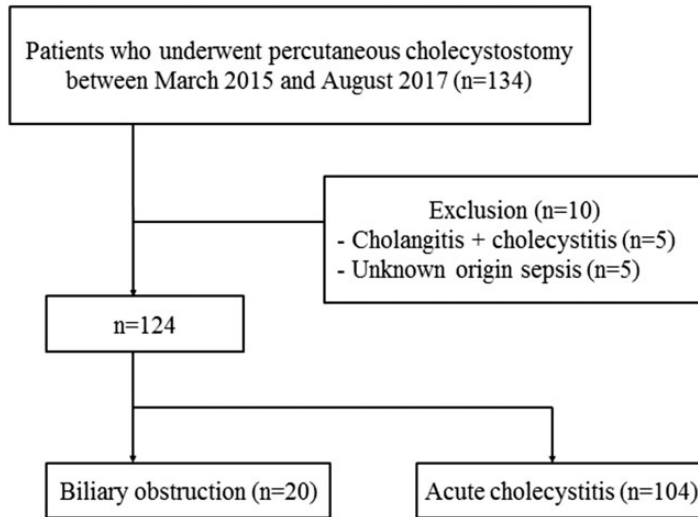 Patients who underwent percutaneous cholecystostomy
between March 2015 and August 2017 (n=134)
Exclusion (n=10)
- Cholangitis + cholecystitis (n=5)
- Unknown origin sepsis (n=5)
n=124
Biliary obstruction (n=20)
Acute cholecystitis (n=104)